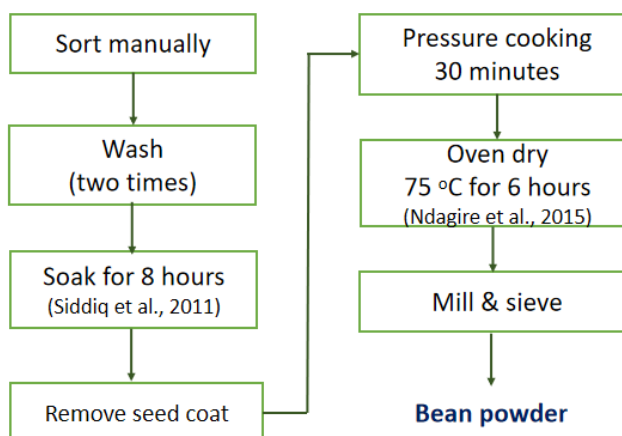 Sort manually
Wash
(two times)
Soak for 8 hours
(Siddiq et al., 2011)
Remove seed coat
Pressure cooking
30 minutes
Oven dry
75 ºC for 6 hours
(Ndagire et al., 2015)
Mill & sieve
Bean powder